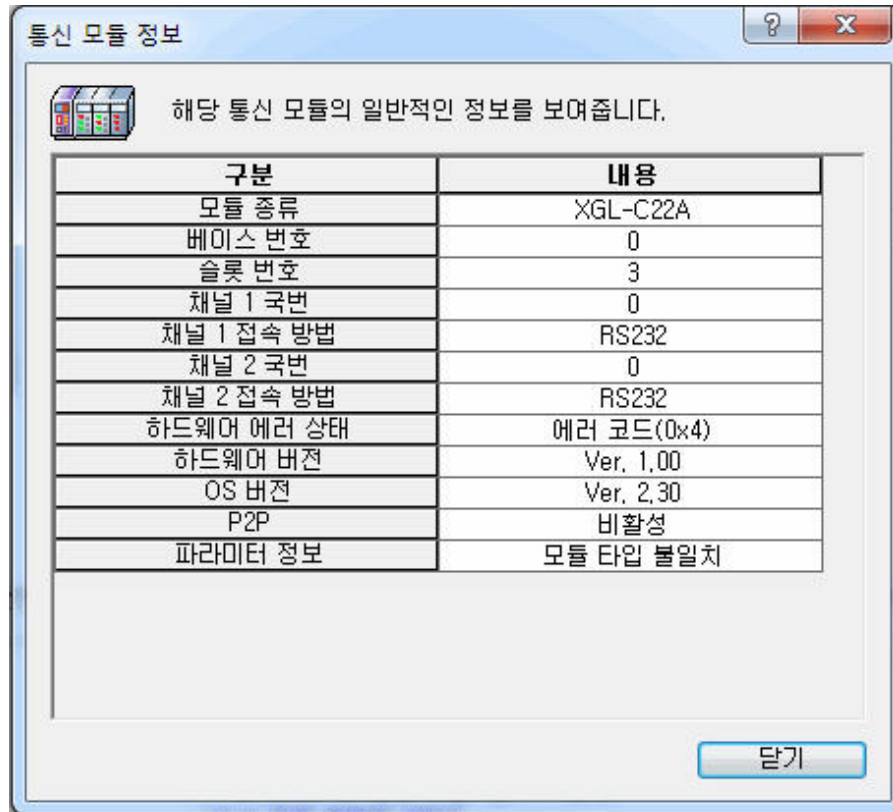 통신 모듈 정보
해당 통신 모듈의 일반적인 정보를 보여줍니다.
구분 내용
모듈 종류 XGL-C22A
베이스 번호 0
슬롯 번호 3
채널 1 국번 0
채널 1 접속 방법 RS232
채널 2 국번 0
채널 2 접속 방법 RS232
하드웨어 에러 상태 에러 코드(0x4)
하드웨어 버전 Ver, 1,00
OS 버전 Ver, 2,30
P2P 비활성
파라미터 정보 모듈 타입 불일치
닫기